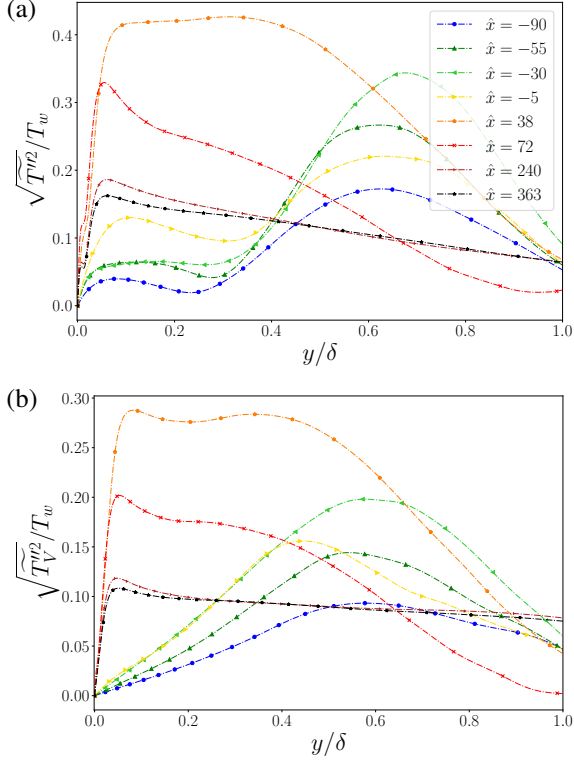 (a)
√T̃″²/T_w
0.4
0.3
0.2
0.1
0.0
x̂ = −90
x̂ = −55
x̂ = −30
x̂ = −5
x̂ = 38
x̂ = 72
x̂ = 240
x̂ = 363
0.0 0.2 0.4 0.6 0.8 1.0
y/δ
(b)
√T̃_V″²/T_w
0.30
0.25
0.20
0.15
0.10
0.05
0.00
0.0 0.2 0.4 0.6 0.8 1.0
y/δ